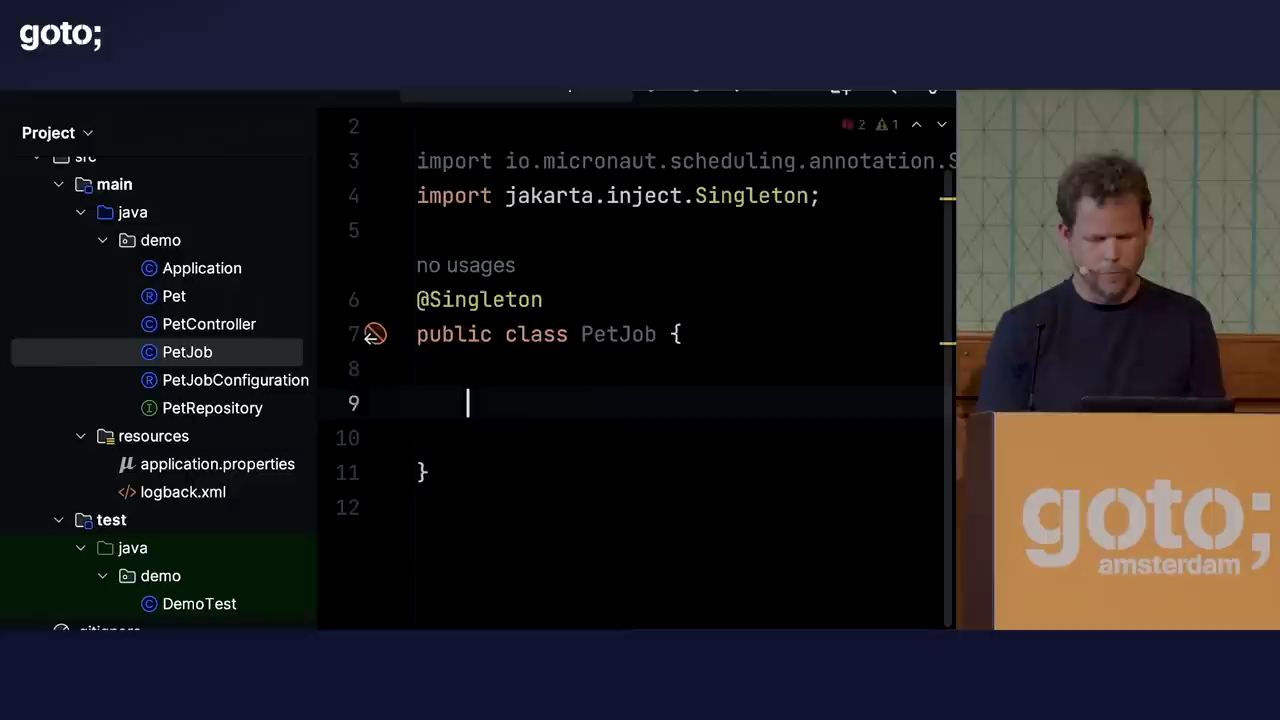 goto;
Project
src
main
java
demo
Application
Pet
PetController
PetJob
PetJobConfiguration
PetRepository
resources
application.properties
logback.xml
test
java
demo
DemoTest
.gitignore
2
2 1
3 import io.micronaut.scheduling.annotation.S
4 import jakarta.inject.Singleton;
5
no usages
6 @Singleton
7 public class PetJob {
8
9
10
11 }
12
goto;
amsterdam